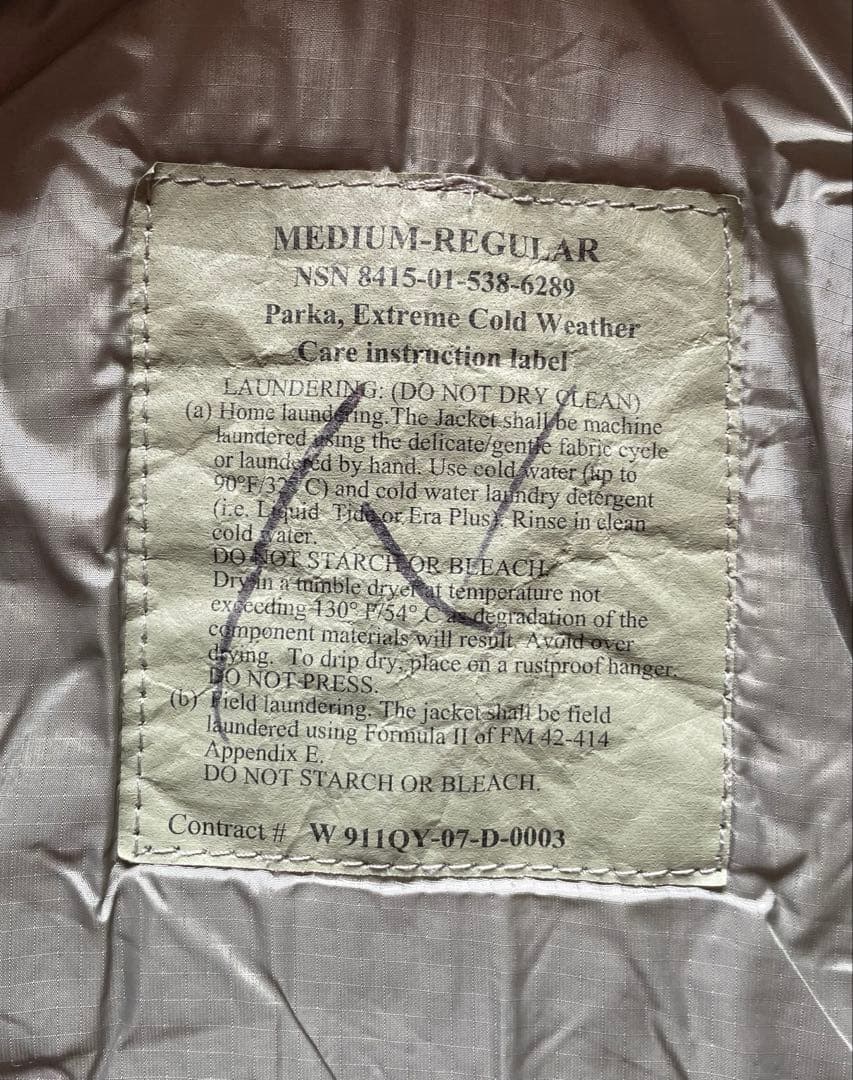 MEDIUM-REGULAR
NSN 8415-01-538-6289
Parka, Extreme Cold Weather
Care instruction label
LAUNDERING: (DO NOT DRY CLEAN)
(a) Home laundering. The Jacket shall be machine
laundered using the delicate/gentle fabric cycle
or laundered by hand. Use cold water (up to
90°F/32° C) and cold water laundry detergent
(i.e. Liquid Tide or Era Plus). Rinse in clean
cold water.
DO NOT STARCH OR BLEACH.
Dry in a tumble dryer at temperature not
exceeding 130° F/54° C as degradation of the
component materials will result. Avoid over
drying. To drip dry, place on a rustproof hanger.
DO NOT PRESS.
(b) Field laundering. The jacket shall be field
laundered using Formula II of FM 42-414
Appendix E.
DO NOT STARCH OR BLEACH.
Contract # W 911QY-07-D-0003